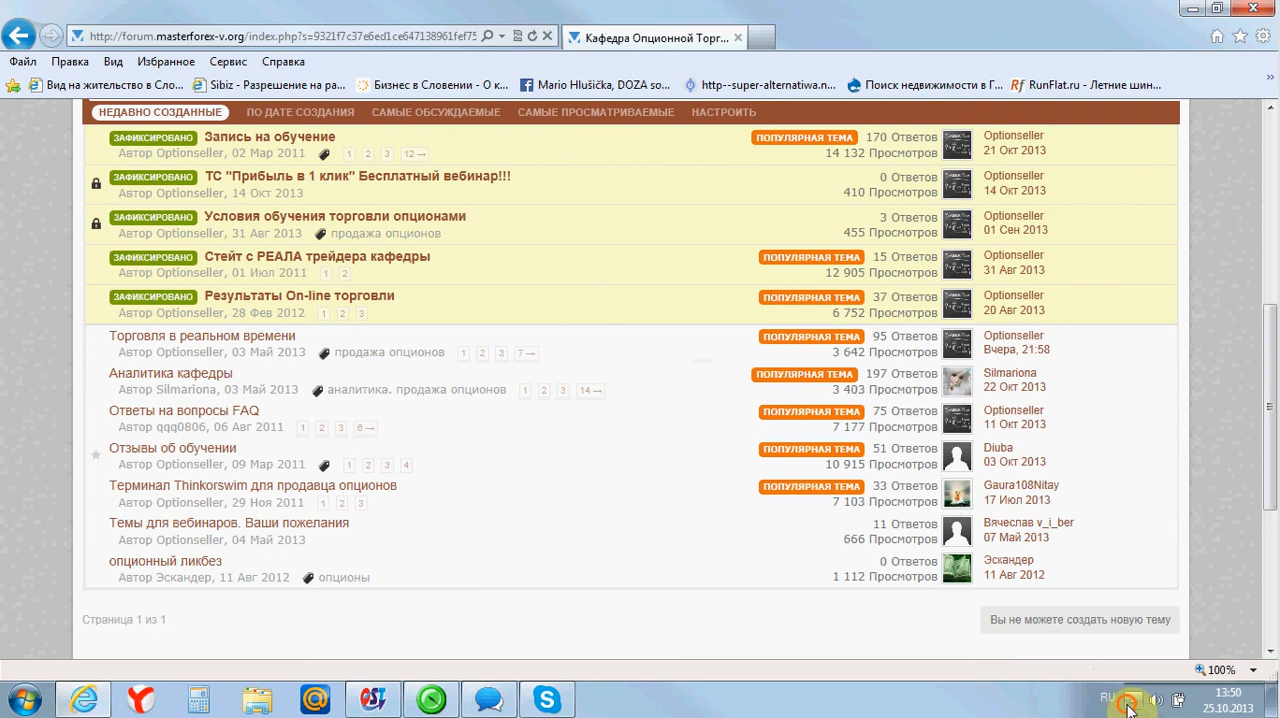 http://forum.masterforex-v.org/index.php?s=9321f7c37e6ed1ce647138961fef75
Кафедра Опционной Торг...
Файл Правка Вид Избранное Сервис Справка
Вид на жительство в Сло... Sibiz - Разрешение на ра... Бизнес в Словении - О к... Mario Hlušička, DOZA so... http--super-alternatiwa.n... Поиск недвижимости в Г... RunFlat.ru - Летние шин...
НЕДАВНО СОЗДАННЫЕ ПО ДАТЕ СОЗДАНИЯ САМЫЕ ОБСУЖДАЕМЫЕ САМЫЕ ПРОСМАТРИВАЕМЫЕ НАСТРОИТЬ
ЗАФИКСИРОВАНО Запись на обучение ПОПУЛЯРНАЯ ТЕМА 170 Ответов Optionseller
Автор Optionseller, 02 Мар 2011 1 2 3 12 → 14 132 Просмотров 21 Окт 2013
ЗАФИКСИРОВАНО ТС "Прибыль в 1 клик" Бесплатный вебинар!!! 0 Ответов Optionseller
Автор Optionseller, 14 Окт 2013 410 Просмотров 14 Окт 2013
ЗАФИКСИРОВАНО Условия обучения торговли опционами 3 Ответов Optionseller
Автор Optionseller, 31 Авг 2013 продажа опционов 455 Просмотров 01 Сен 2013
ЗАФИКСИРОВАНО Стейт с РЕАЛА трейдера кафедры ПОПУЛЯРНАЯ ТЕМА 15 Ответов Optionseller
Автор Optionseller, 01 Июл 2011 1 2 12 905 Просмотров 31 Авг 2013
ЗАФИКСИРОВАНО Результаты On-line торговли ПОПУЛЯРНАЯ ТЕМА 37 Ответов Optionseller
Автор Optionseller, 28 Фев 2012 1 2 3 6 752 Просмотров 20 Авг 2013
Торговля в реальном времени ПОПУЛЯРНАЯ ТЕМА 95 Ответов Optionseller
Автор Optionseller, 03 Май 2013 продажа опционов 1 2 3 7 → 3 642 Просмотров Вчера, 21:58
Аналитика кафедры ПОПУЛЯРНАЯ ТЕМА 197 Ответов Silmariona
Автор Silmariona, 03 Май 2013 аналитика. продажа опционов 1 2 3 14 → 3 403 Просмотров 22 Окт 2013
Ответы на вопросы FAQ ПОПУЛЯРНАЯ ТЕМА 75 Ответов Optionseller
Автор qqq0806, 06 Авг 2011 1 2 3 6 → 7 177 Просмотров 11 Окт 2013
Отзывы об обучении ПОПУЛЯРНАЯ ТЕМА 51 Ответов Diuba
Автор Optionseller, 09 Мар 2011 1 2 3 4 10 915 Просмотров 03 Окт 2013
Терминал Thinkorswim для продавца опционов ПОПУЛЯРНАЯ ТЕМА 33 Ответов Gaura108Nitay
Автор Optionseller, 29 Ноя 2011 1 2 3 7 103 Просмотров 17 Июл 2013
Темы для вебинаров. Ваши пожелания 11 Ответов Вячеслав v_i_ber
Автор Optionseller, 04 Май 2013 666 Просмотров 07 Май 2013
опционный ликбез 0 Ответов Эскандер
Автор Эскандер, 11 Авг 2012 опционы 1 112 Просмотров 11 Авг 2012
Страница 1 из 1 Вы не можете создать новую тему
100%
RU 13:50
25.10.2013